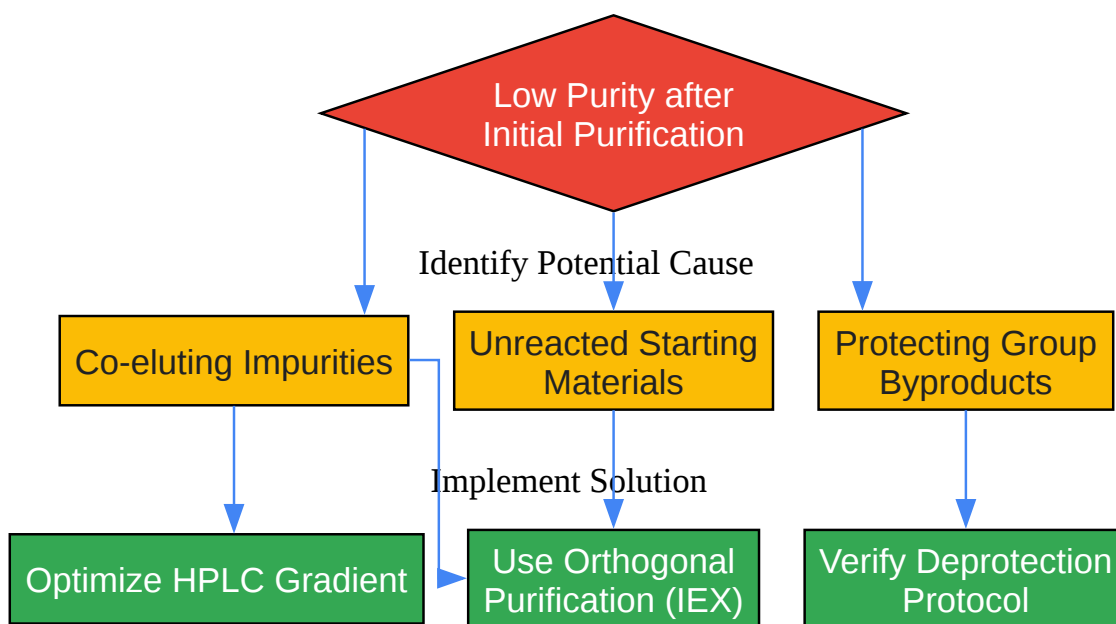 Low Purity after
Initial Purification
Identify Potential Cause
Co-eluting Impurities
Unreacted Starting
Materials
Protecting Group
Byproducts
Implement Solution
Optimize HPLC Gradient
Use Orthogonal
Purification (IEX)
Verify Deprotection
Protocol